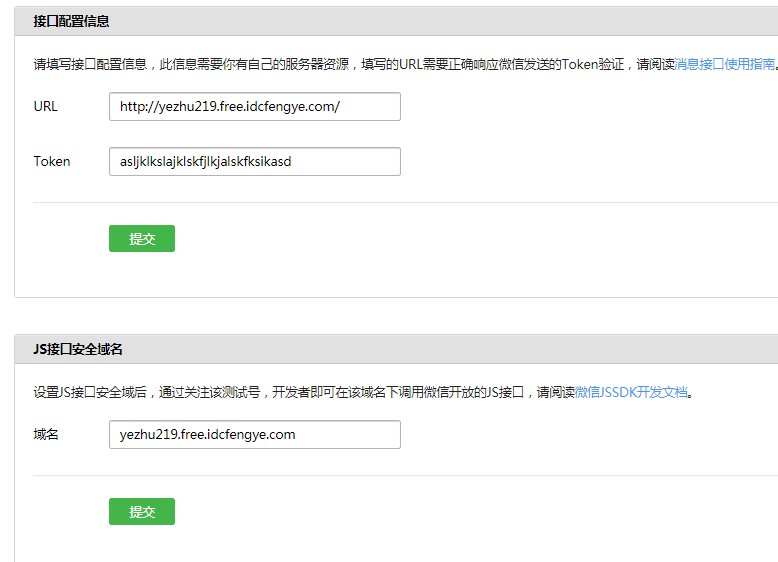 接口配置信息
请填写接口配置信息，此信息需要你有自己的服务器资源，填写的URL需要正确响应微信发送的Token验证，请阅读消息接口使用指南。
URL
http://yezhu219.free.idcfengye.com/
Token
asljklkslajklskfjlkjalskfksikasd
提交
JS接口安全域名
设置JS接口安全域后，通过关注该测试号，开发者即可在该域名下调用微信开放的JS接口，请阅读微信JSSDK开发文档。
域名
yezhu219.free.idcfengye.com
提交